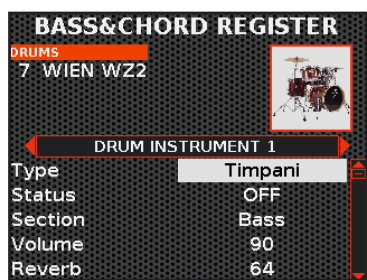 BASS&CHORD REGISTER
DRUMS
7 WIEN WZ2
DRUM INSTRUMENT 1
Type Timpani
Status OFF
Section Bass
Volume 90
Reverb 64